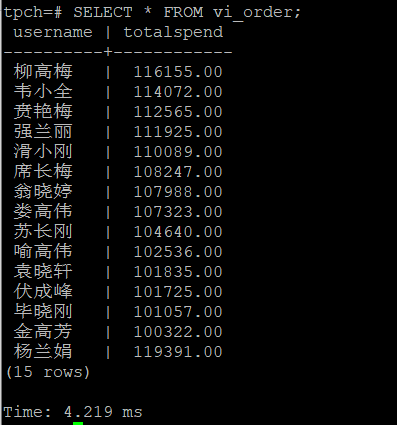 tpch=# SELECT * FROM vi_order;
username | totalspend
----------+------------
柳高梅 | 116155.00
韦小全 | 114072.00
贲艳梅 | 112565.00
强兰丽 | 111925.00
滑小刚 | 110089.00
席长梅 | 108247.00
翁晓婷 | 107988.00
娄高伟 | 107323.00
苏长刚 | 104640.00
喻高伟 | 102536.00
袁晓轩 | 101835.00
伏成峰 | 101725.00
毕晓刚 | 101057.00
金高芳 | 100322.00
杨兰娟 | 119391.00
(15 rows)
Time: 4.219 ms